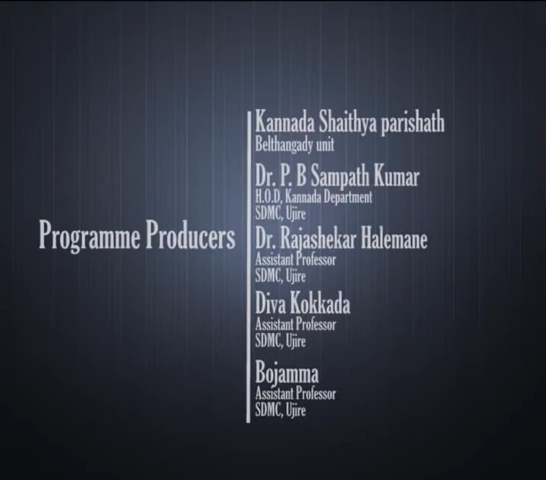 Programme Producers
Kannada Shaithya parishath
Belthangady unit
Dr. P. B Sampath Kumar
H.O.D, Kannada Department
SDMC, Ujire
Dr. Rajashekar Halemane
Assistant Professor
SDMC, Ujire
Diva Kokkada
Assistant Professor
SDMC, Ujire
Bojamma
Assistant Professor
SDMC, Ujire